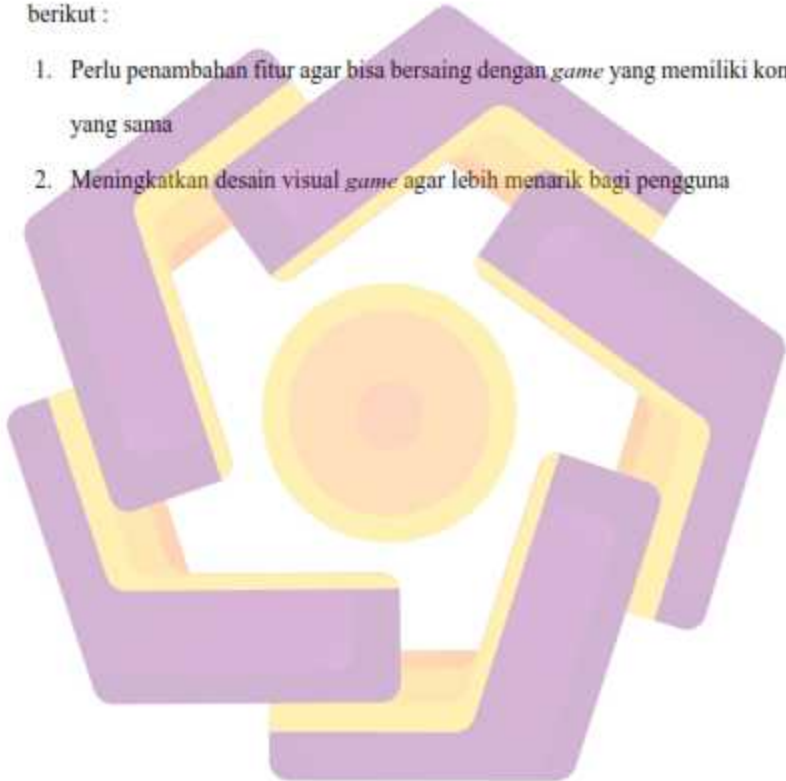 berikut :
1. Perlu penambahan fitur agar bisa bersaing dengan game yang memiliki
yang sama
2. Meningkatkan desain visual game agar lebih menarik bagi pengguna